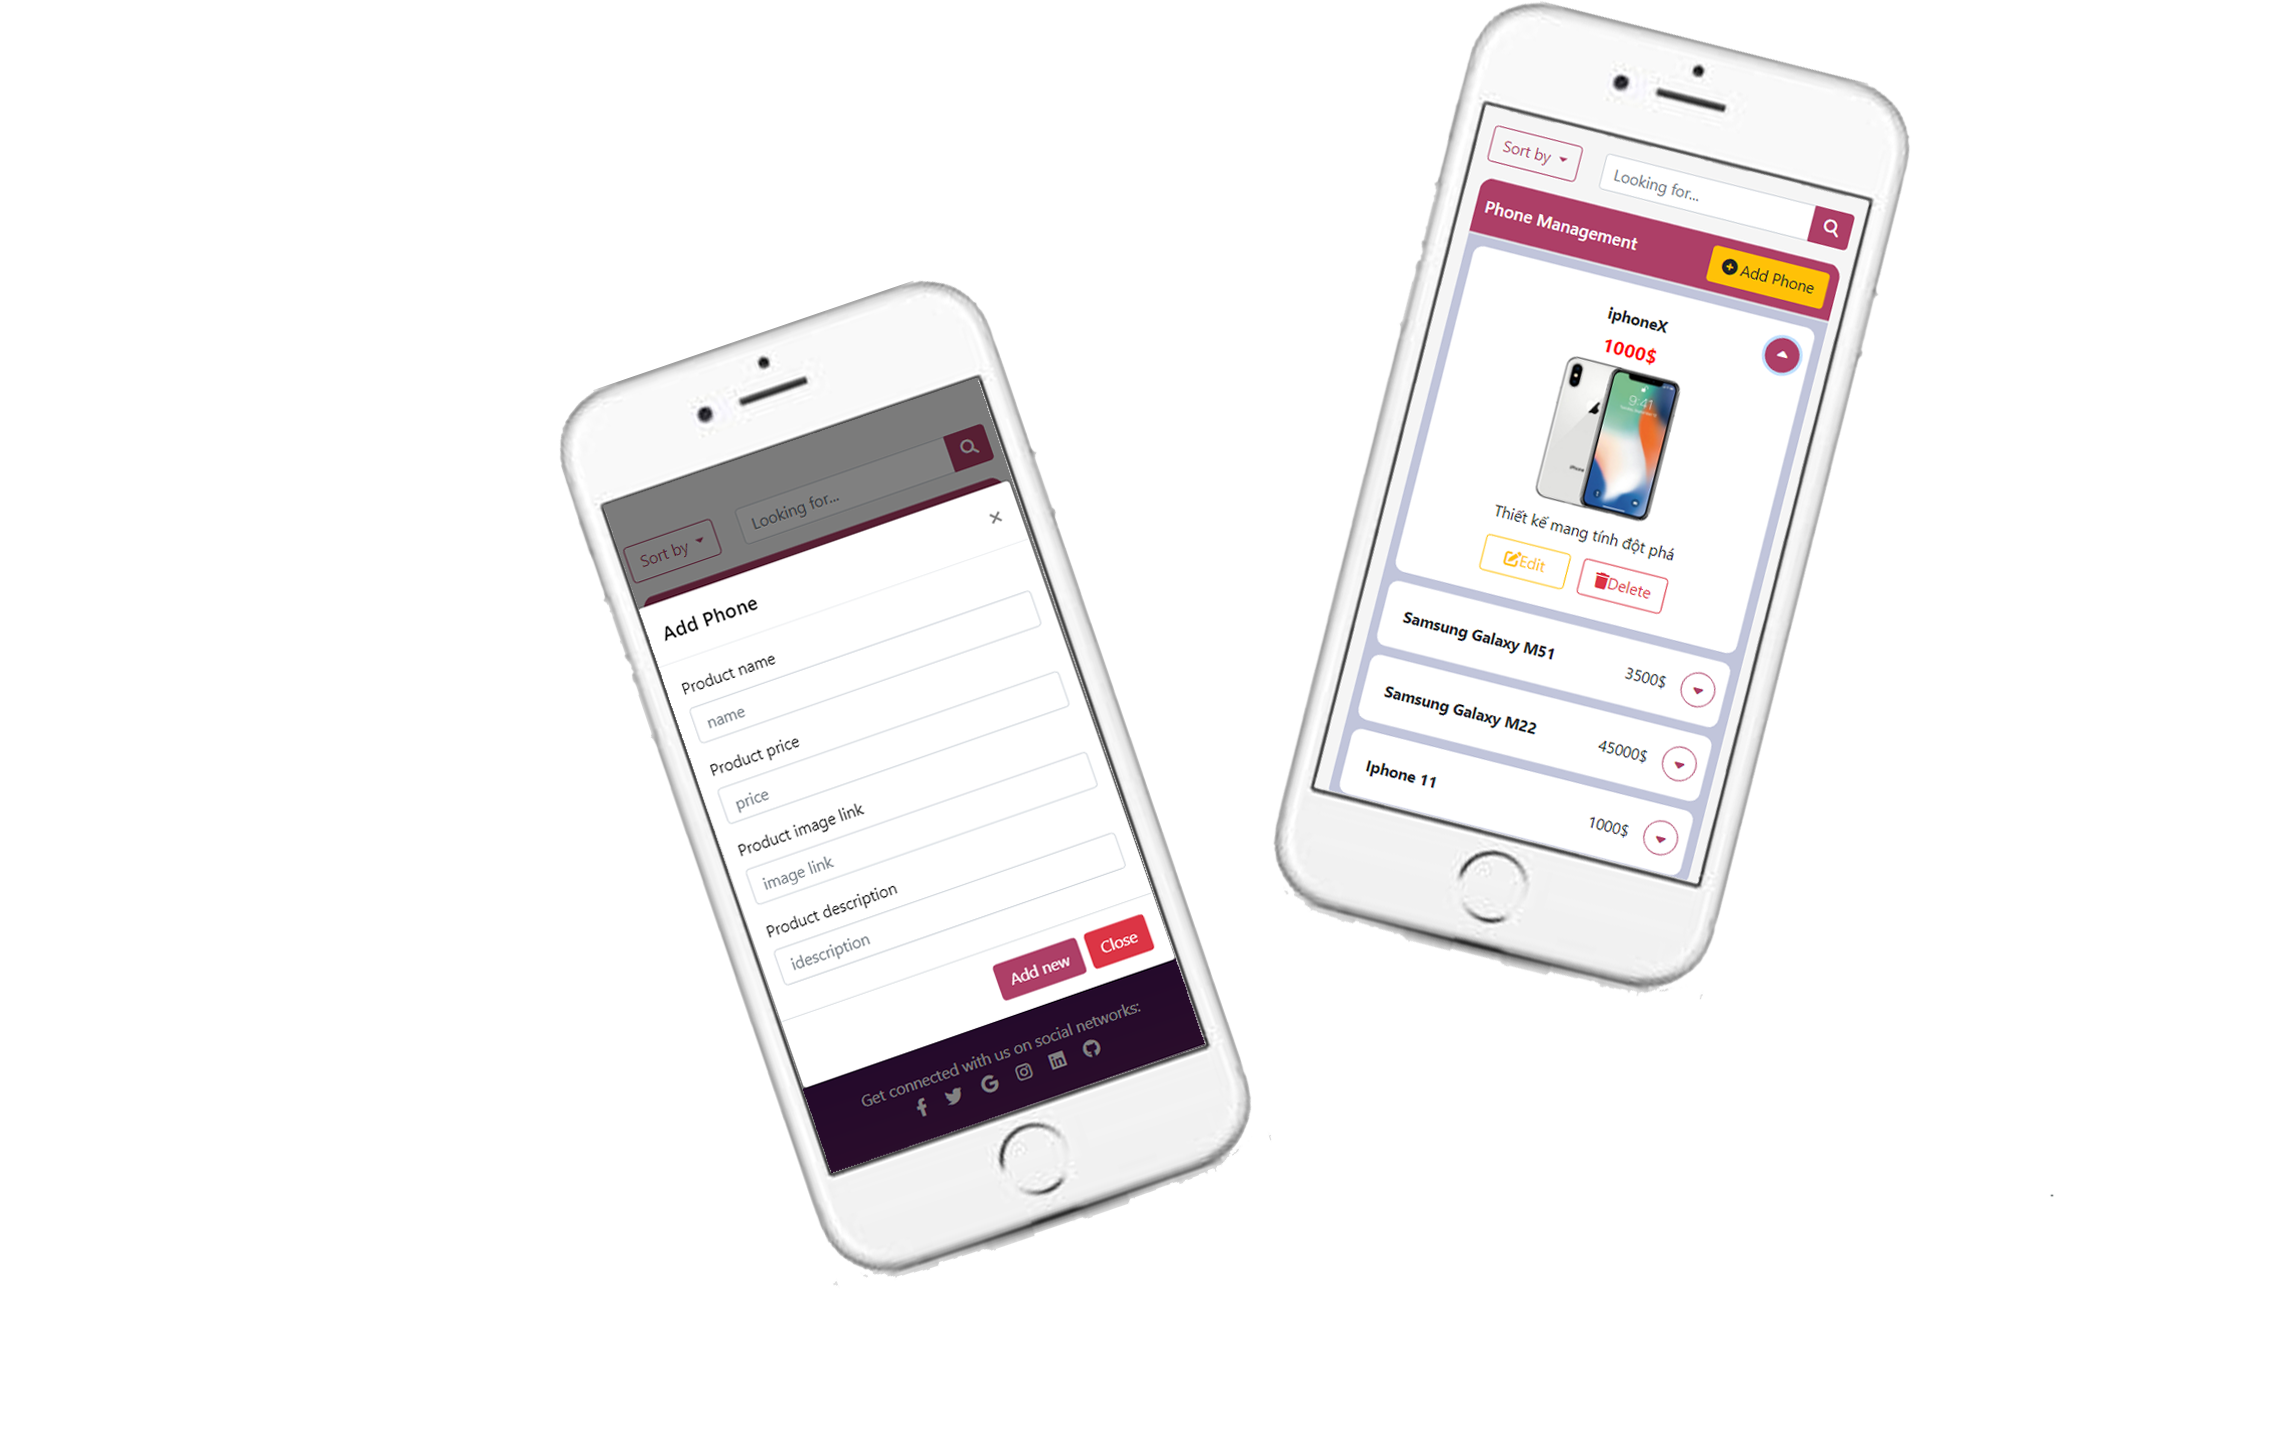 Sort by
Looking for...
Add Phone
Product name
name
Product price
price
Product image link
image link
Product description
idescription
Add new
Close
Get connected with us on social networks:
Sort by
Looking for...
Phone Management
Add Phone
iphoneX
1000$
9:41
Thiết kế mang tính đột phá
Edit
Delete
Samsung Galaxy M51
3500$
Samsung Galaxy M22
45000$
Iphone 11
1000$